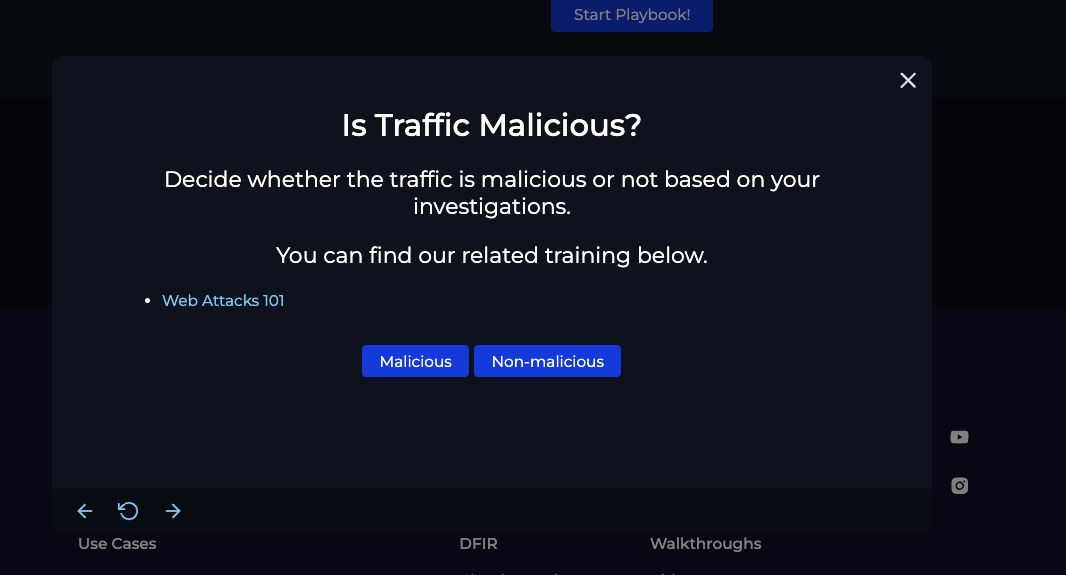 Start Playbook!
Is Traffic Malicious?
Decide whether the traffic is malicious or not based on your
investigations.
You can find our related training below.
Web Attacks 101
Malicious
Non-malicious
Use Cases
DFIR
Walkthroughs